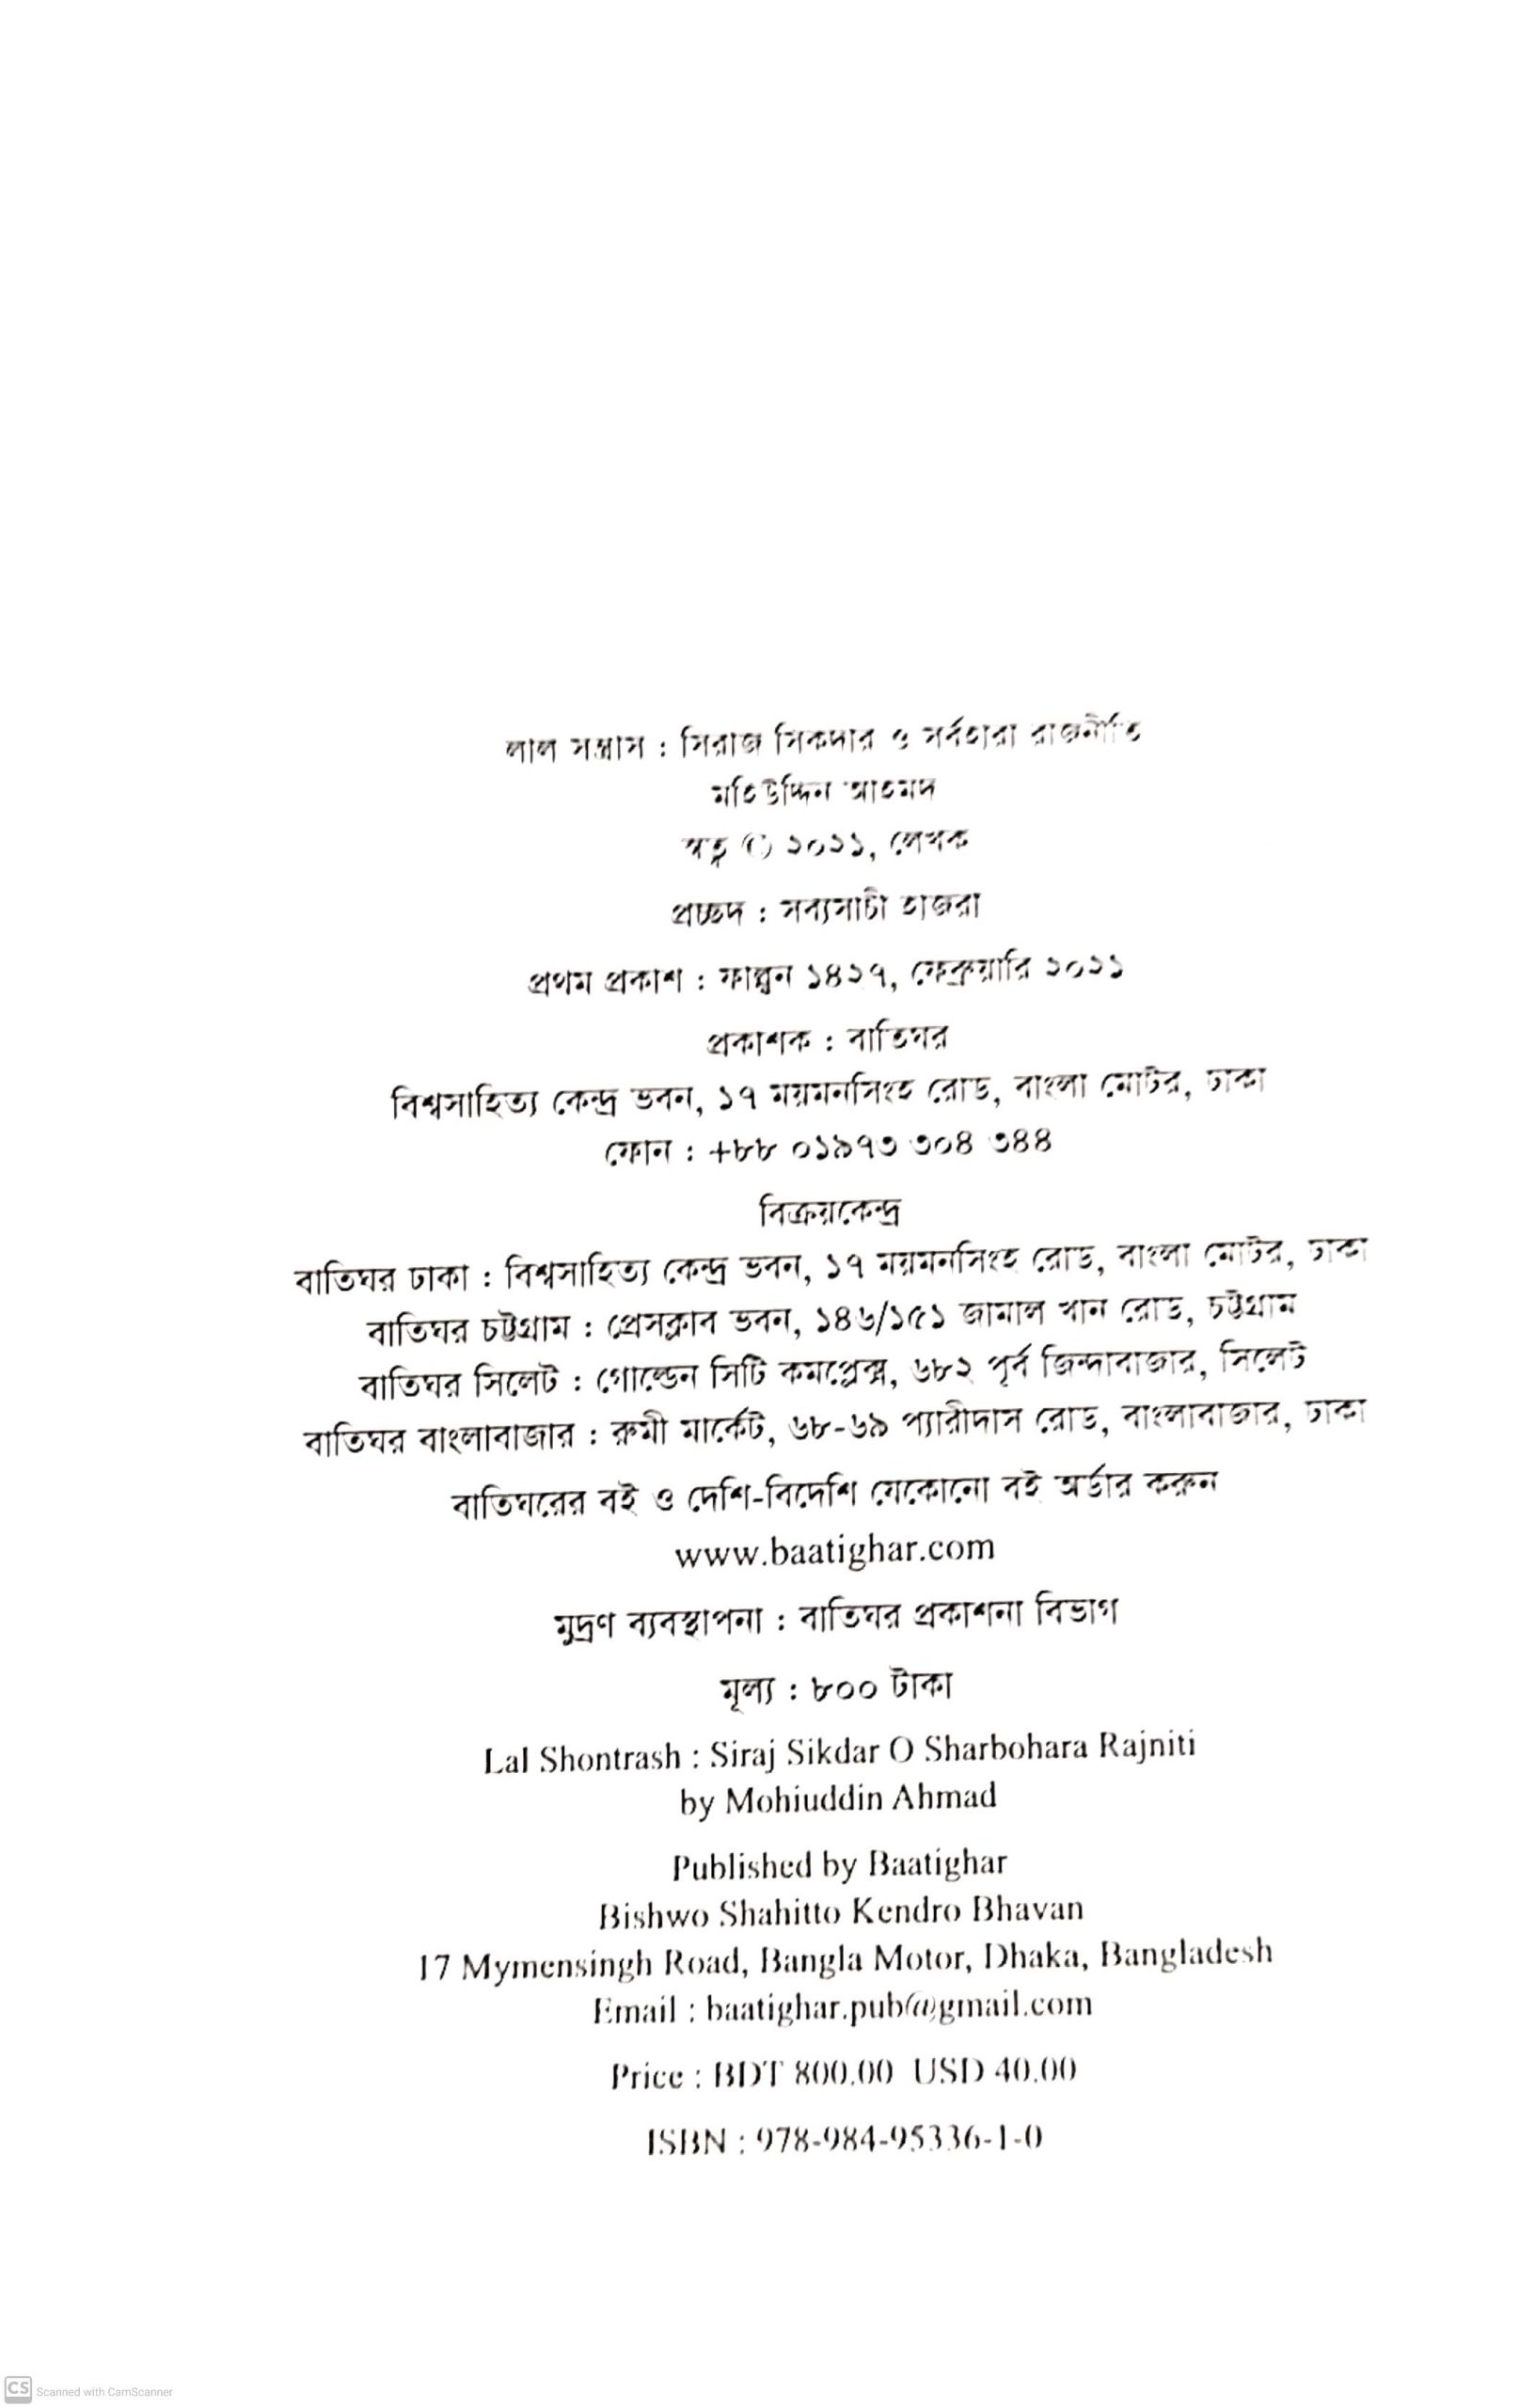 লাল সন্ত্রাস : সিরাজ সিকদার ও সর্বহারা রাজনীতি
মহিউদ্দিন আহমদ
স্বত্ব © ২০২১, লেখক
প্রচ্ছদ : সব্যসাচী হাজরা
প্রথম প্রকাশ : ফাল্গুন ১৪২৭, ফেব্রুয়ারি ২০২১
প্রকাশক : বাতিঘর
বিশ্বসাহিত্য কেন্দ্র ভবন, ১৭ ময়মনসিংহ রোড, বাংলা মোটর, ঢাকা
ফোন : +৮৮ ০১৯৭৩ ৩০৪ ৩৪৪
বিক্রয়কেন্দ্র
বাতিঘর ঢাকা : বিশ্বসাহিত্য কেন্দ্র ভবন, ১৭ ময়মনসিংহ রোড, বাংলা মোটর, ঢাকা
বাতিঘর চট্টগ্রাম : প্রেসক্লাব ভবন, ১৪৬/১৫১ জামাল খান রোড, চট্টগ্রাম
বাতিঘর সিলেট : গোল্ডেন সিটি কমপ্লেক্স, ৬৮২ পূর্ব জিন্দাবাজার, সিলেট
বাতিঘর বাংলাবাজার : রুমী মার্কেট, ৬৮-৬৯ প্যারীদাস রোড, বাংলাবাজার, ঢাকা
বাতিঘরের বই ও দেশি-বিদেশি যেকোনো বই অর্ডার করুন
www.baatighar.com
মুদ্রণ ব্যবস্থাপনা : বাতিঘর প্রকাশনা বিভাগ
মূল্য : ৮০০ টাকা
Lal Shontrash : Siraj Sikdar O Sharbohara Rajniti
by Mohiuddin Ahmad
Published by Baatighar
Bishwo Shahitto Kendro Bhavan
17 Mymensingh Road, Bangla Motor, Dhaka, Bangladesh
Email : baatighar.pub@gmail.com
Price : BDT 800.00 USD 40.00
ISBN : 978-984-95336-1-0
CS Scanned with CamScanner